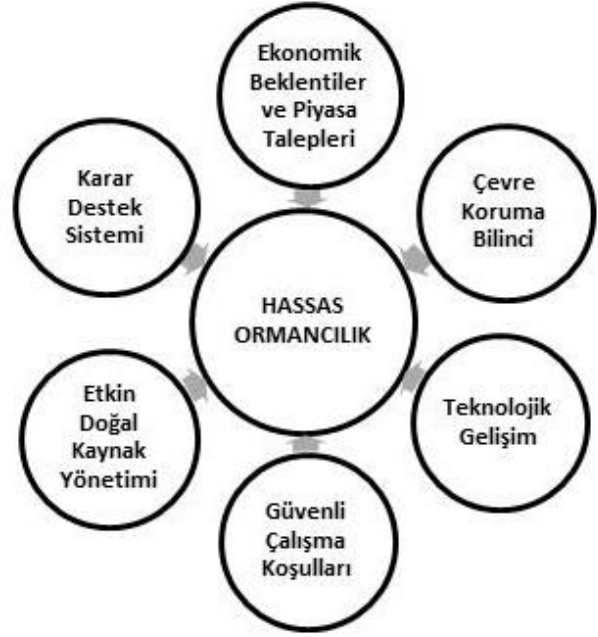 Ekonomik
Beklentiler
ve Piyasa
Talepleri
Çevre
Koruma
Bilinci
Teknolojik
Gelişim
Güvenli
Çalışma
Koşulları
Etkin
Doğal
Kaynak
Yönetimi
Karar
Destek
Sistemi
HASSAS
ORMANCILIK